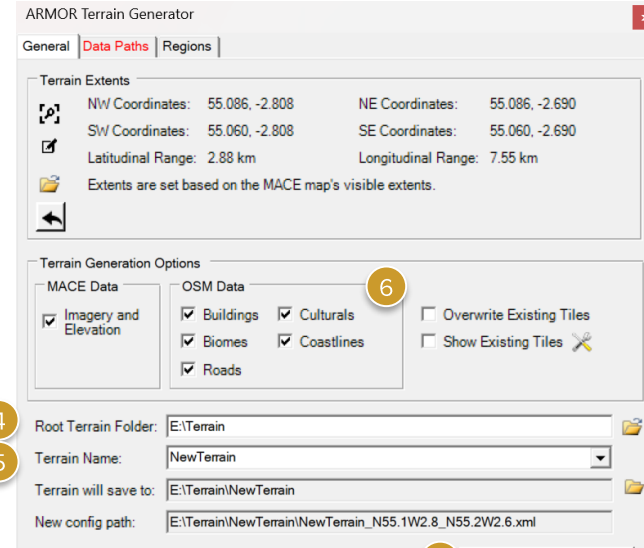 ARMOR Terrain Generator
General Data Paths Regions
Terrain Extents
NW Coordinates: 55.086, -2.808 NE Coordinates: 55.086, -2.690
SW Coordinates: 55.060, -2.808 SE Coordinates: 55.060, -2.690
Latitudinal Range: 2.88 km Longitudinal Range: 7.55 km
Extents are set based on the MACE map's visible extents.
Terrain Generation Options
MACE Data OSM Data 6
Imagery and Elevation Buildings Culturals Overwrite Existing Tiles
Biomes Coastlines Show Existing Tiles
Roads
4 Root Terrain Folder: E:\Terrain
5 Terrain Name: NewTerrain
Terrain will save to: E:\Terrain\NewTerrain
New config path: E:\Terrain\NewTerrain\NewTerrain_N55.1W2.8_N55.2W2.6.xml